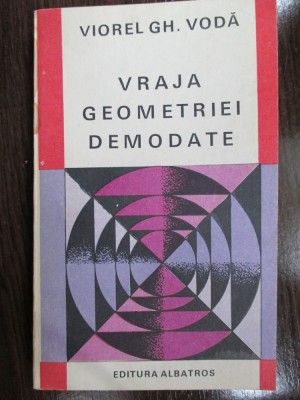 VIOREL GH. VODĂ
VRAJA
GEOMETRIEI
DEMODATE
EDITURA ALBATROS